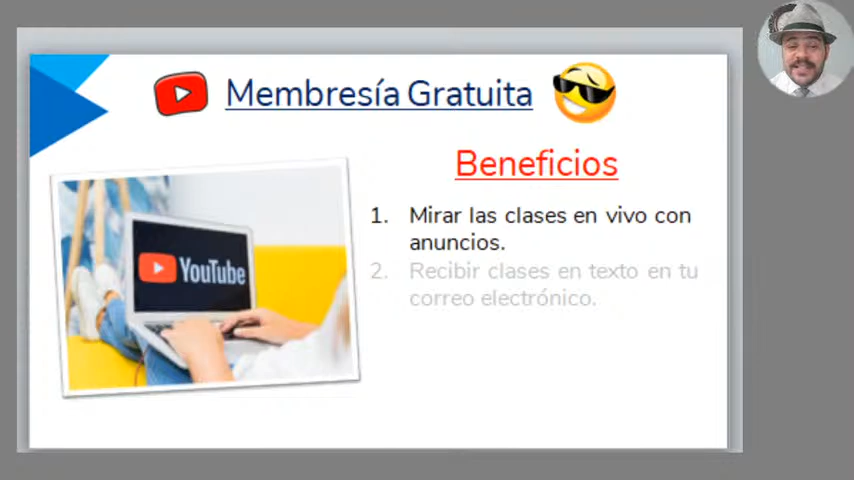 Membresía Gratuita
Beneficios
1. Mirar las clases en vivo con
anuncios.
2. Recibir clases en texto en tu
correo electrónico.
YouTube